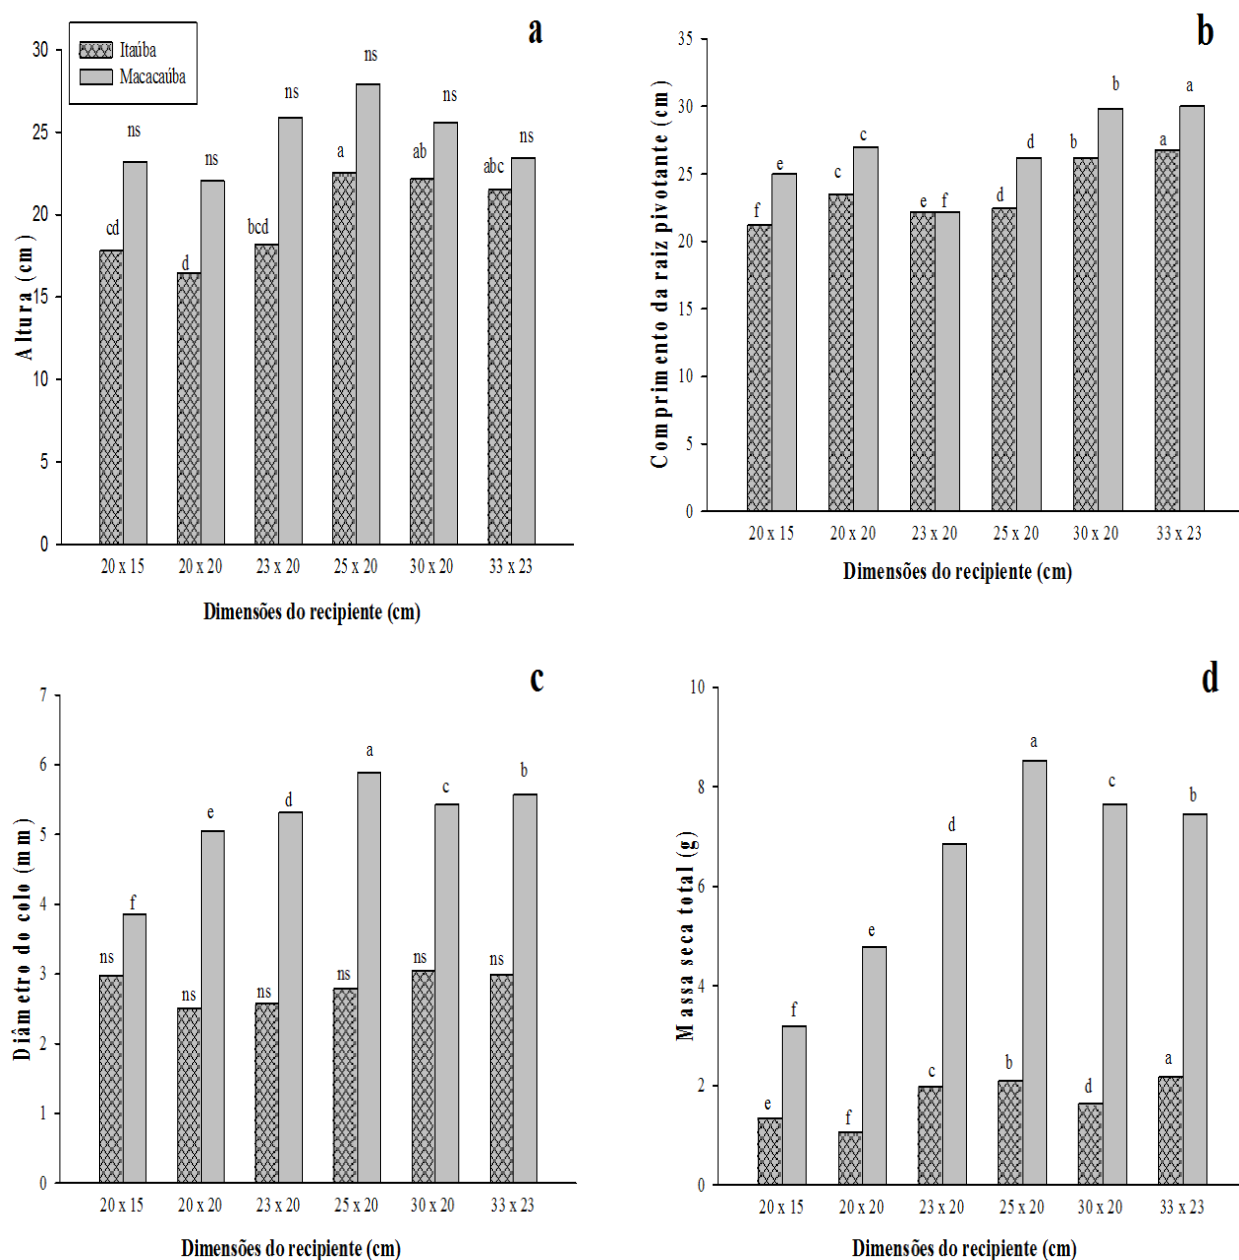 a
Itaúba
Macacaúba
Altura (cm)
30
25
20
15
10
5
0
ns
ns
ns
ns
ns
ns
cd
d
bcd
a
ab
abc
20 x 15
20 x 20
23 x 20
25 x 20
30 x 20
33 x 23
Dimensões do recipiente (cm)
b
Comprimento da raiz pivotante (cm)
35
30
25
20
15
10
5
0
f
e
c
c
e
f
d
d
b
b
a
a
20 x 15
20 x 20
23 x 20
25 x 20
30 x 20
33 x 23
Dimensões do recipiente (cm)
c
Diâmetro do colo (mm)
7
6
5
4
3
2
1
0
ns
f
ns
e
ns
d
ns
a
ns
c
ns
b
20 x 15
20 x 20
23 x 20
25 x 20
30 x 20
33 x 23
Dimensões do recipiente (cm)
d
Massa seca total (g)
10
8
6
4
2
0
e
f
f
e
c
d
b
a
d
c
a
b
20 x 15
20 x 20
23 x 20
25 x 20
30 x 20
33 x 23
Dimensões do recipiente (cm)